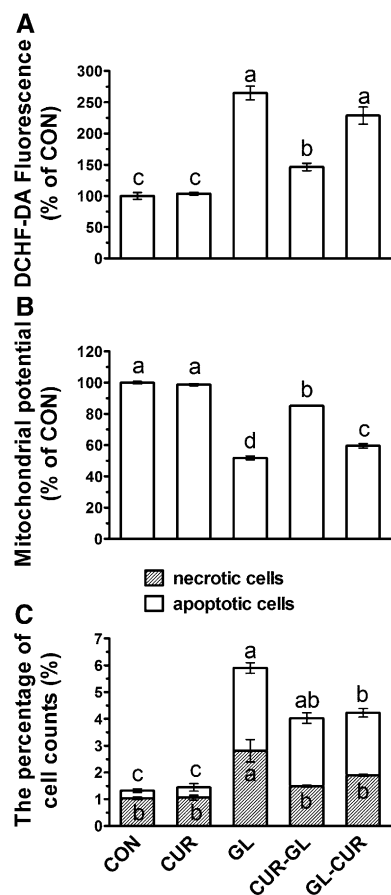 A
DCHF-DA Fluorescence
(% of CON)
300
250
200
150
100
50
0
c
c
a
b
a
B
Mitochondrial potential
(% of CON)
120
100
80
60
40
20
0
a
a
d
b
c
necrotic cells
apoptotic cells
C
The percentage of
cell counts (%)
7
6
5
4
3
2
1
0
c
c
a
ab
b
b
b
a
b
b
CON
CUR
GL
CUR-GL
GL-CUR